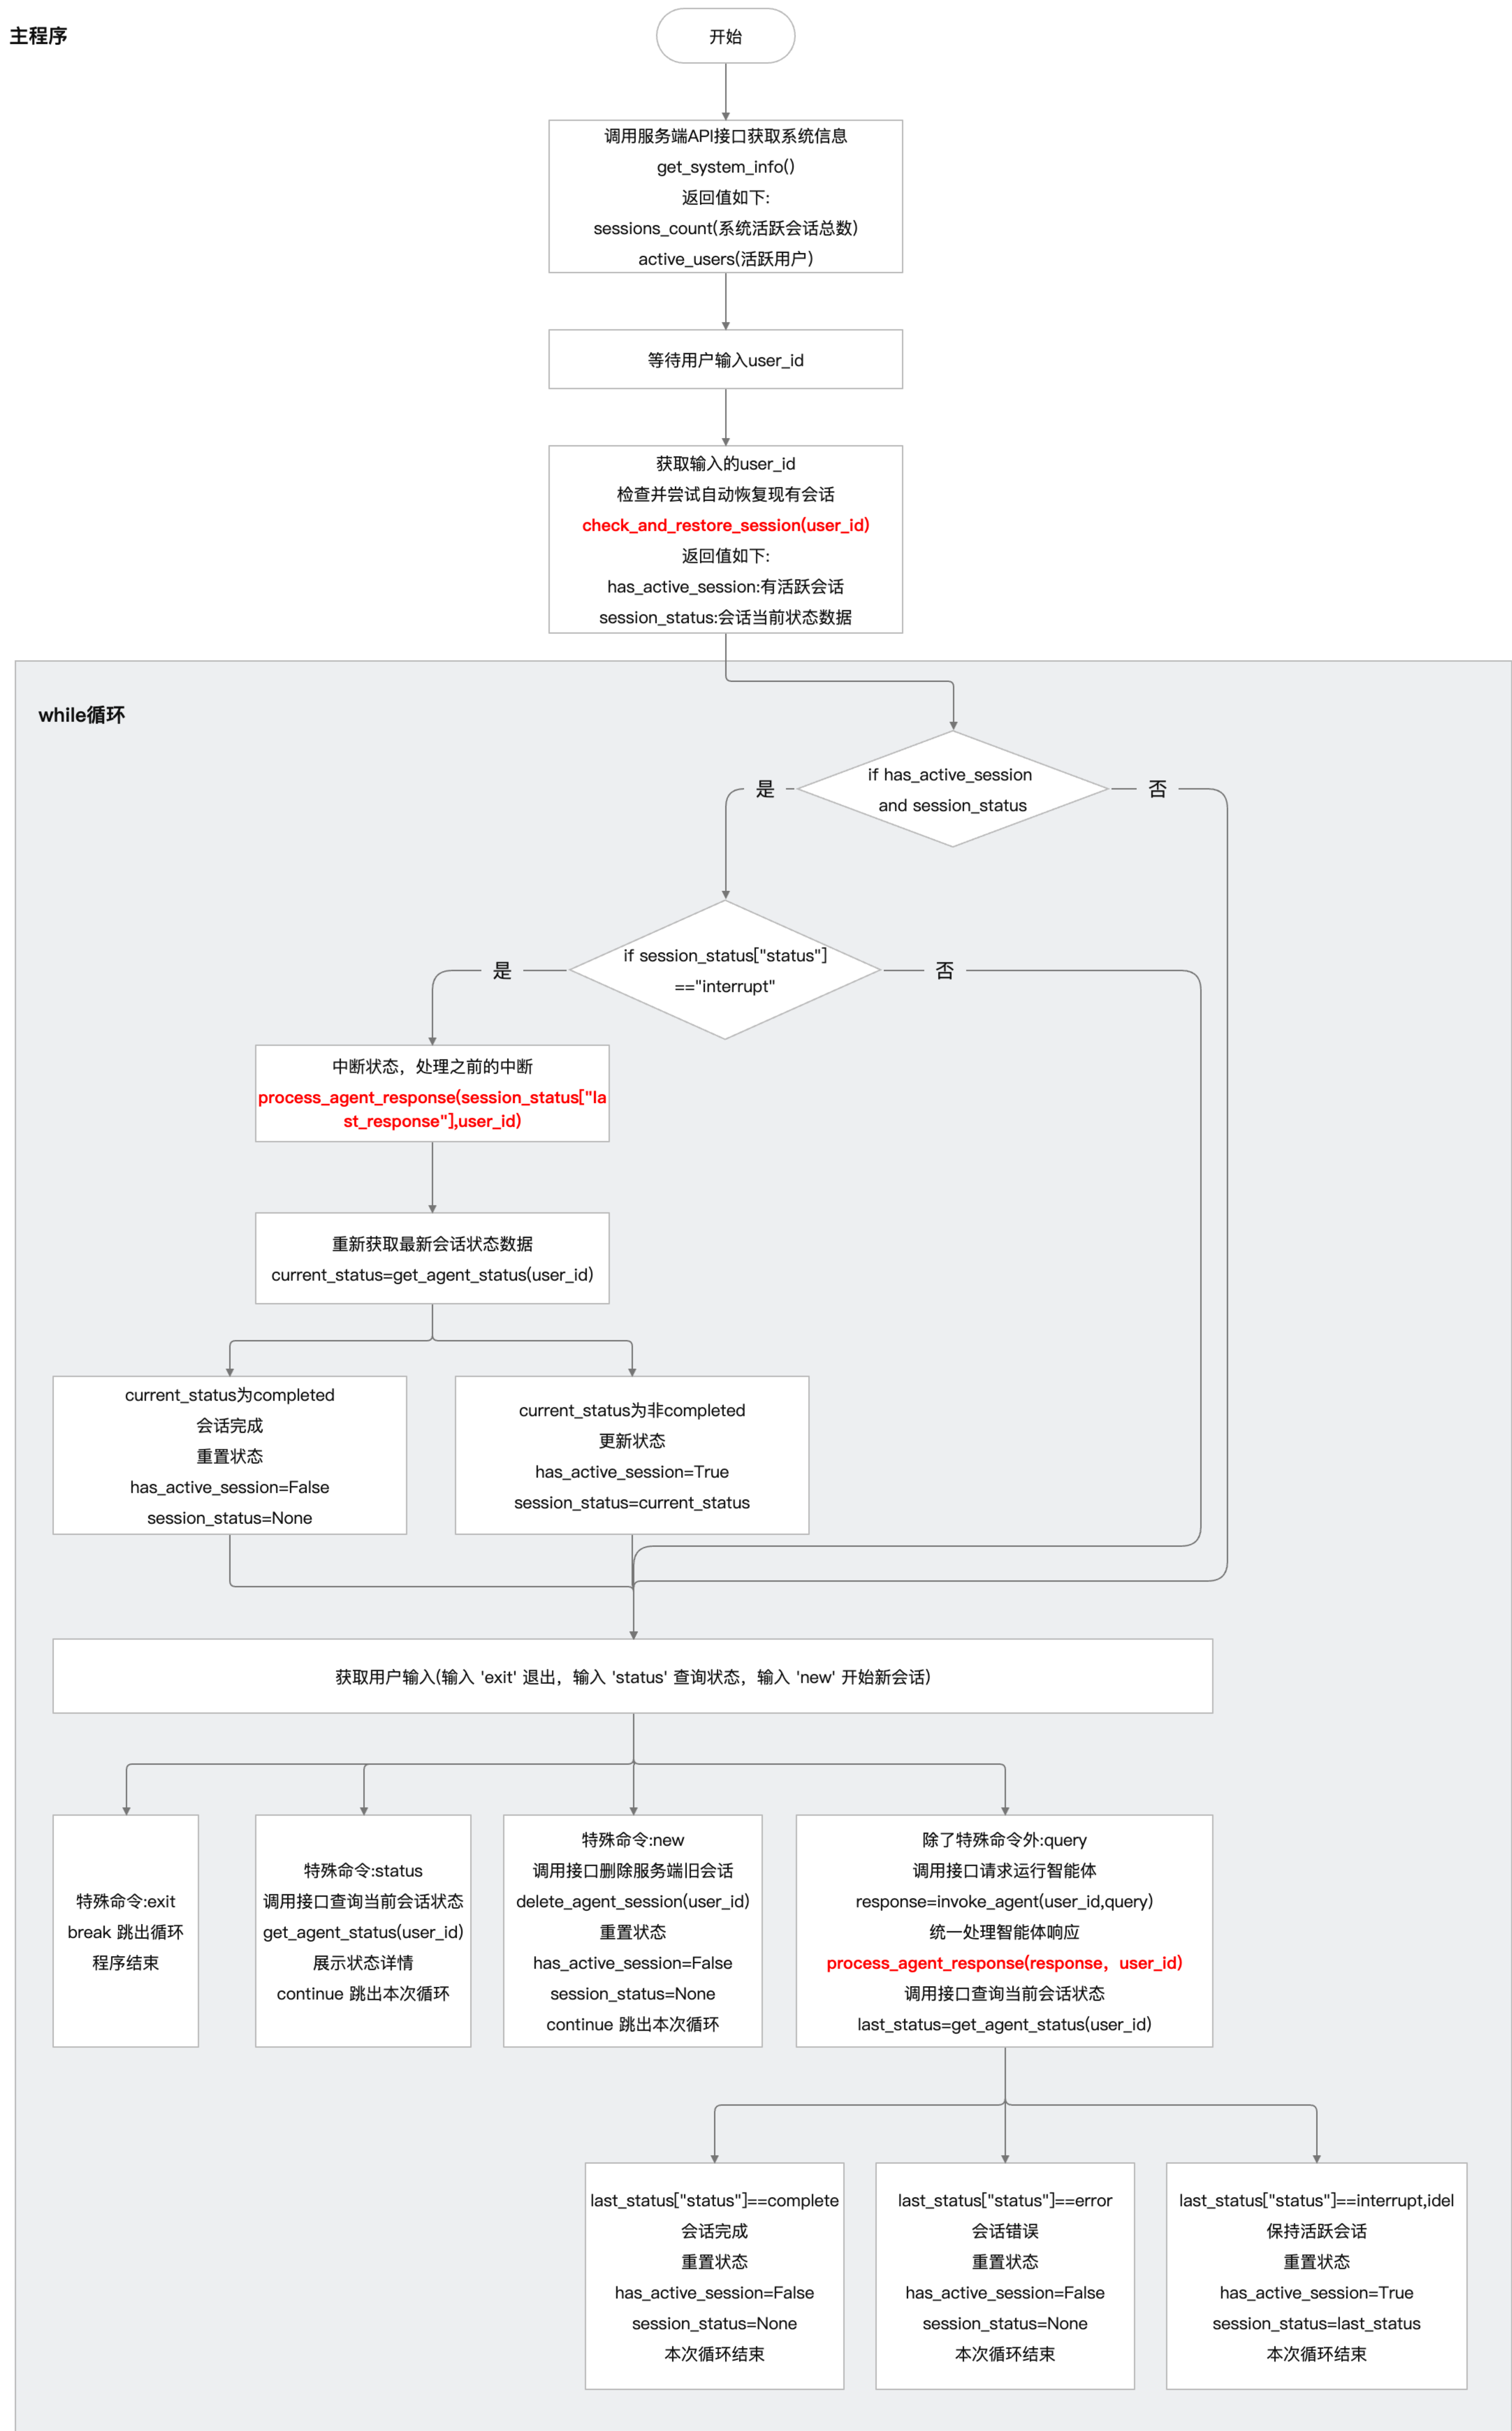 主程序
开始
调用服务端API接口获取系统信息
get_system_info()
返回值如下:
sessions_count(系统活跃会话总数)
active_users(活跃用户)
等待用户输入user_id
获取输入的user_id
检查并尝试自动恢复现有会话
check_and_restore_session(user_id)
返回值如下:
has_active_session:有活跃会话
session_status:会话当前状态数据
while循环
if has_active_session
and session_status
是
否
if session_status["status"]
=="interrupt"
是
否
中断状态，处理之前的中断
process_agent_response(session_status["la
st_response"],user_id)
重新获取最新会话状态数据
current_status=get_agent_status(user_id)
current_status为completed
会话完成
重置状态
has_active_session=False
session_status=None
current_status为非completed
更新状态
has_active_session=True
session_status=current_status
获取用户输入(输入 'exit' 退出，输入 'status' 查询状态，输入 'new' 开始新会话)
特殊命令:exit
break 跳出循环
程序结束
特殊命令:status
调用接口查询当前会话状态
get_agent_status(user_id)
展示状态详情
continue 跳出本次循环
特殊命令:new
调用接口删除服务端旧会话
delete_agent_session(user_id)
重置状态
has_active_session=False
session_status=None
continue 跳出本次循环
除了特殊命令外:query
调用接口请求运行智能体
response=invoke_agent(user_id,query)
统一处理智能体响应
process_agent_response(response，user_id)
调用接口查询当前会话状态
last_status=get_agent_status(user_id)
last_status["status"]==complete
会话完成
重置状态
has_active_session=False
session_status=None
本次循环结束
last_status["status"]==error
会话错误
重置状态
has_active_session=False
session_status=None
本次循环结束
last_status["status"]==interrupt,idel
保持活跃会话
重置状态
has_active_session=True
session_status=last_status
本次循环结束